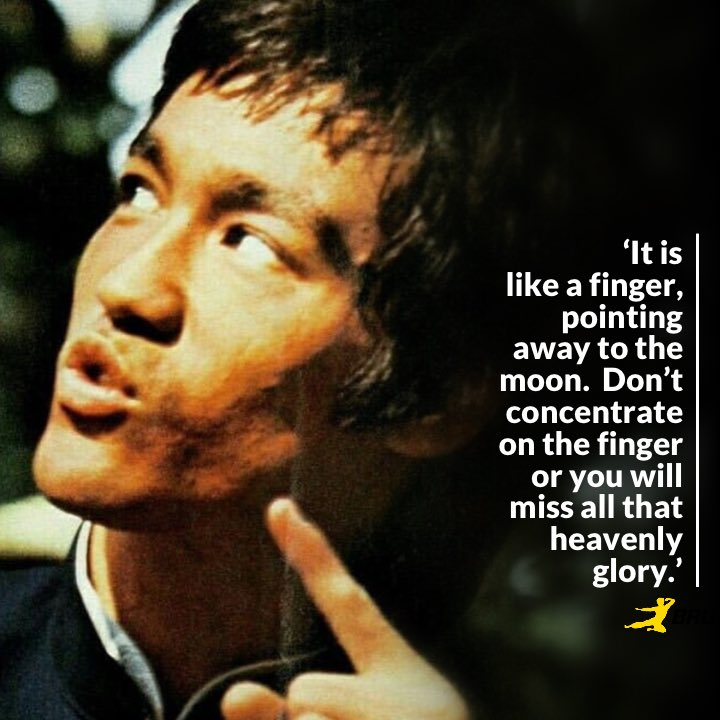 ‘It is
like a finger,
pointing
away to the
moon.  Don’t
concentrate
on the finger
or you will
miss all that
heavenly
glory.’